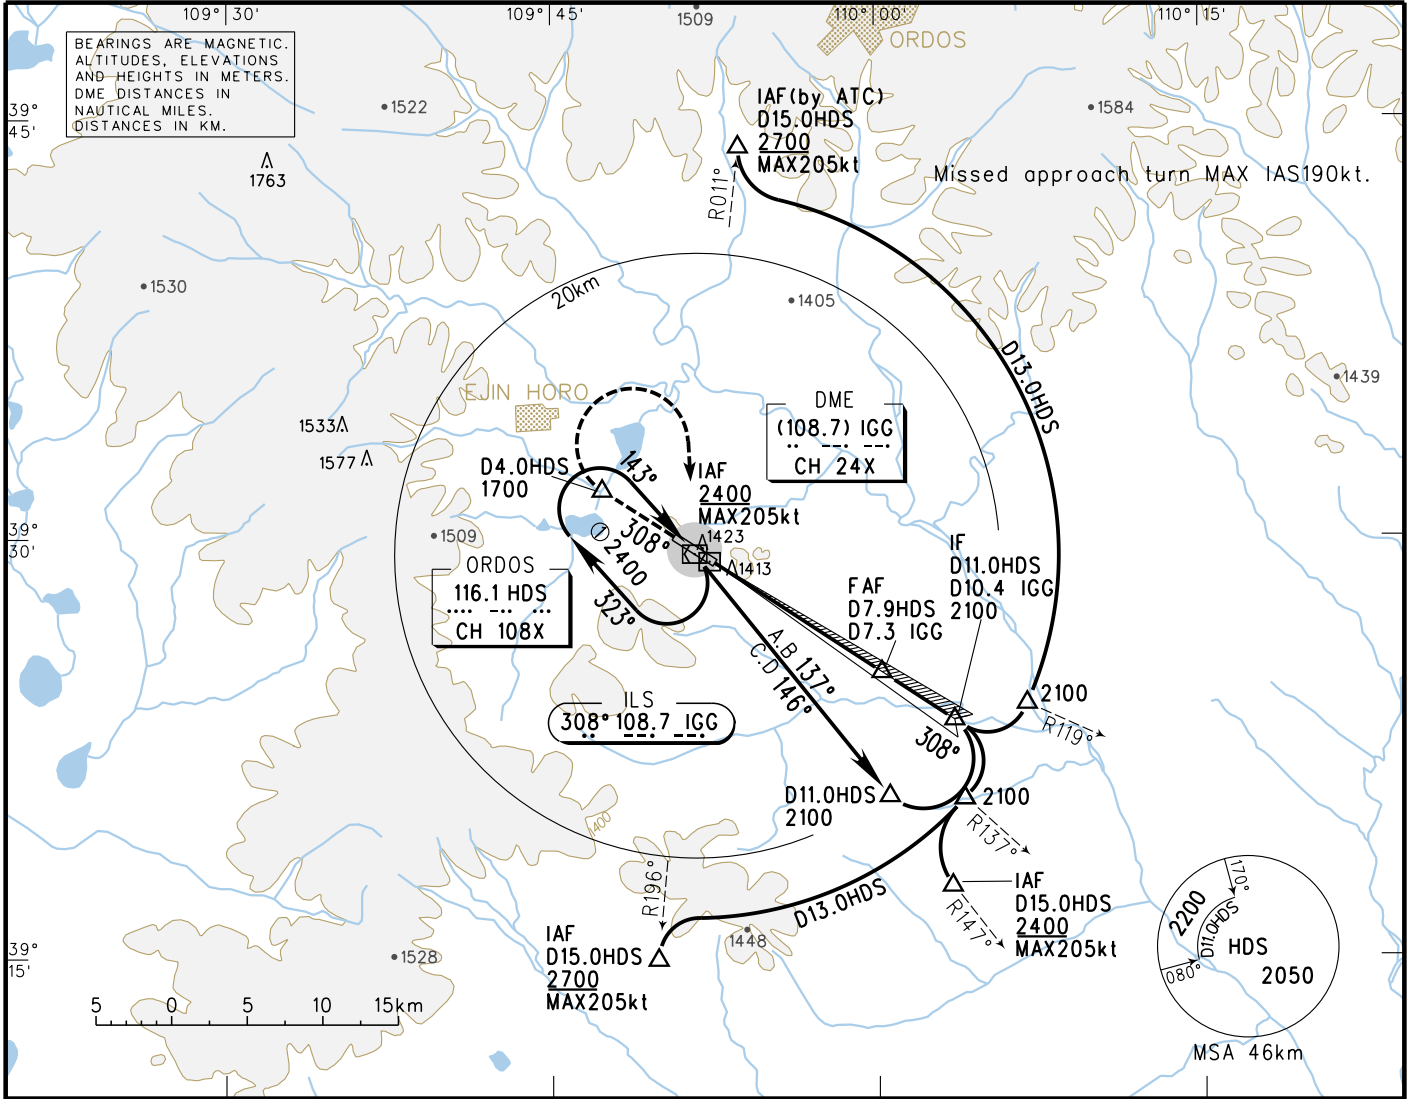 109° 30'
109° 45'
110° 00'
110° 15'
BEARINGS ARE MAGNETIC.
ALTITUDES, ELEVATIONS
AND HEIGHTS IN METERS.
DME DISTANCES IN
NAUTICAL MILES.
DISTANCES IN KM.
1509
ORDOS
39°
45'
1522
1763
IAF(by ATC)
D15.0HDS
2700
MAX205kt
R011°
1584
Missed approach turn MAX IAS190kt.
1530
20km
1405
D13.0HDS
1439
EJIN HORO
1533
1577
DME
(108.7) IGG
CH 24X
D4.0HDS
1700
143°
IAF
2400
MAX205kt
39°
30'
1509
308°
① 2400
323°
1423
1413
ORDOS
116.1 HDS
CH 108X
IF
D11.0HDS
D10.4 IGG
2100
FAF
D7.9HDS
D7.3 IGG
A.B 137°
C.D 146°
ILS
308° 108.7 IGG
308°
2100
R119°
D11.0HDS
2100
2100
R137°
1400
R196°
D13.0HDS
IAF
D15.0HDS
2400
MAX205kt
R147°
1448
IAF
D15.0HDS
2700
MAX205kt
39°
15'
1528
5 0 5 10 15km
170°
2200
D11.0HDS
HDS
080°
2050
MSA 46km